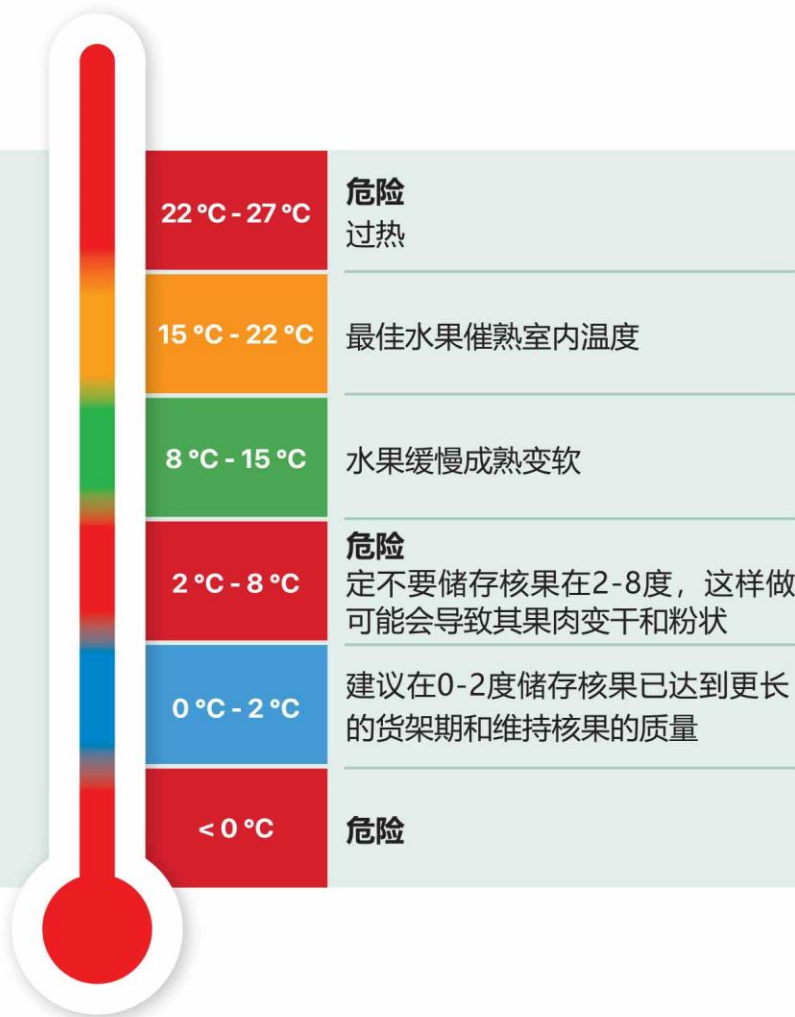 22 °C - 27 °C
危险
过热
15 °C - 22 °C
最佳水果催熟室内温度
8 °C - 15 °C
水果缓慢成熟变软
2 °C - 8 °C
危险
定不要储存核果在2-8度，这样做
可能会导致其果肉变干和粉状
0 °C - 2 °C
建议在0-2度储存核果已达到更长
的货架期和维持核果的质量
< 0 °C
危险